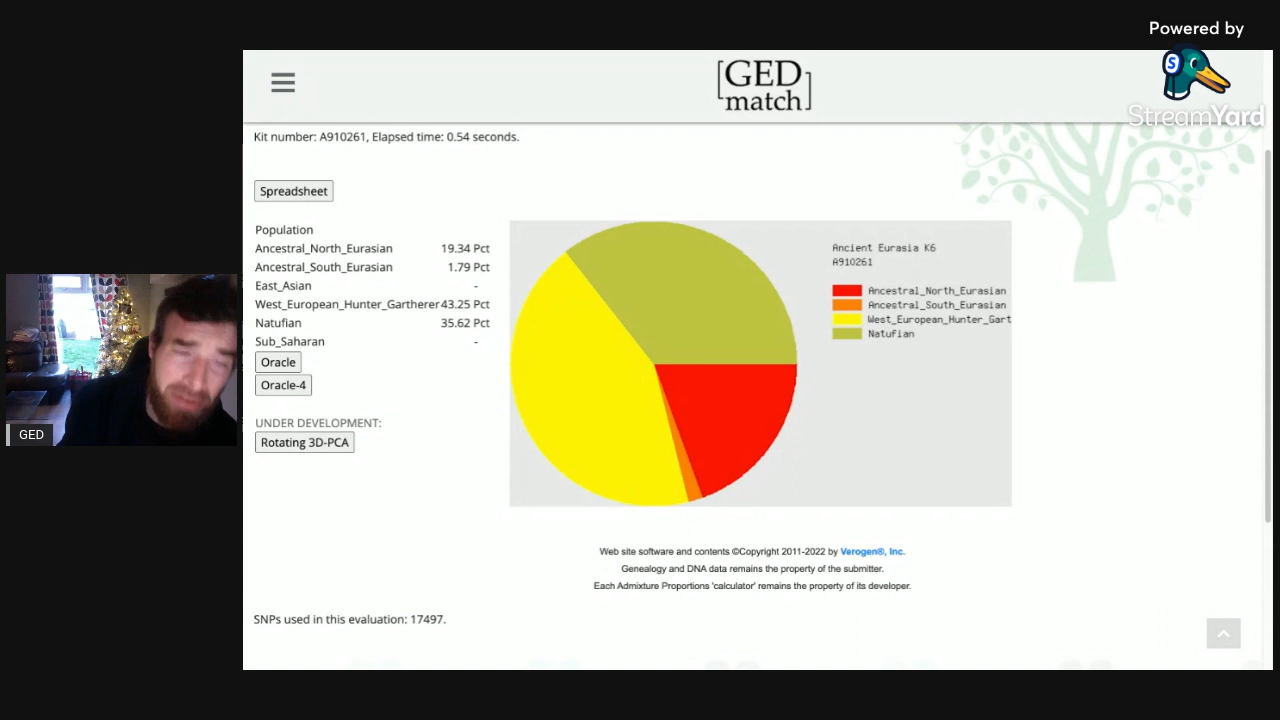 Powered by
S
StreamYard
[GED
match]
Kit number: A910261, Elapsed time: 0.54 seconds.
Spreadsheet
Population
Ancestral_North_Eurasian 19.34 Pct
Ancestral_South_Eurasian 1.79 Pct
East_Asian -
West_European_Hunter_Gartherer 43.25 Pct
Natufian 35.62 Pct
Sub_Saharan -
Oracle
Oracle-4
UNDER DEVELOPMENT:
Rotating 3D-PCA
Ancient Eurasia K6
A910261
Ancestral_North_Eurasian
Ancestral_South_Eurasian
West_European_Hunter_Gart
Natufian
GED
Web site software and contents ©Copyright 2011-2022 by Verogen®, Inc.
Genealogy and DNA data remains the property of the submitter.
Each Admixture Proportions 'calculator' remains the property of its developer.
SNPs used in this evaluation: 17497.